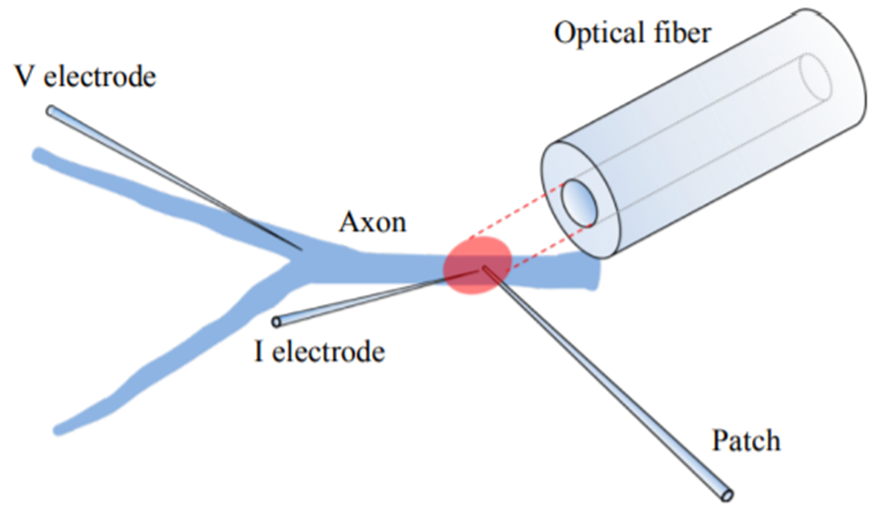 Optical fiber
V electrode
Axon
I electrode
Patch